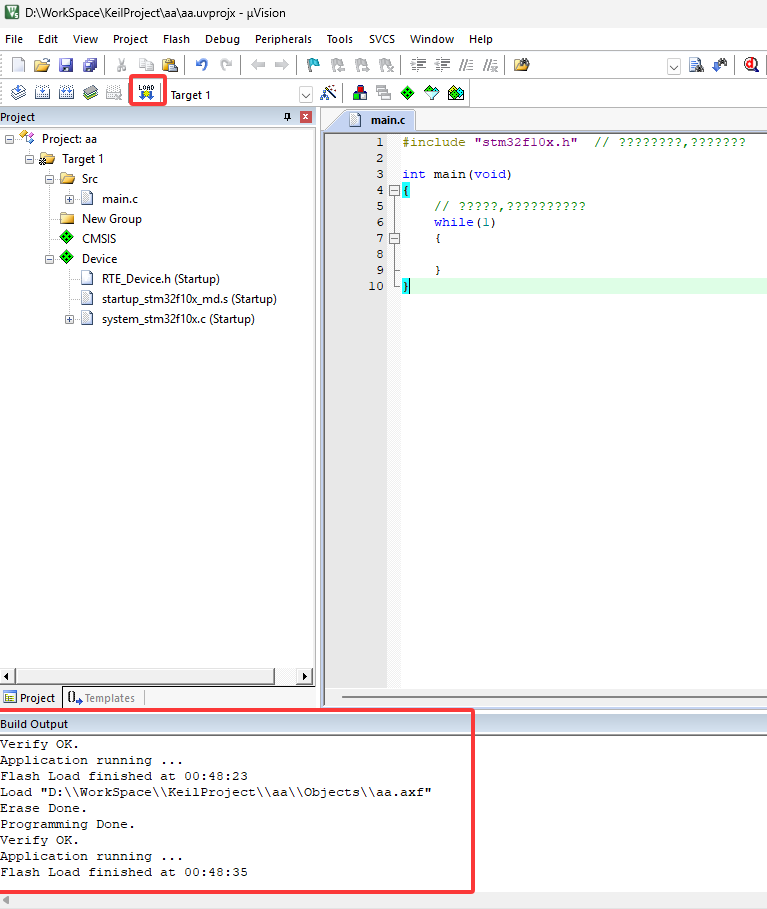 D:\WorkSpace\KeilProject\aa\aa.uvprojx - µVision
File Edit View Project Flash Debug Peripherals Tools SVCS Window Help
LOAD Target 1
Project
main.c
Project: aa
Target 1
Src
main.c
New Group
CMSIS
Device
RTE_Device.h (Startup)
startup_stm32f10x_md.s (Startup)
system_stm32f10x.c (Startup)
1 #include "stm32f10x.h" // ????????,???????
2
3 int main(void)
4 {
5 // ?????,??????????
6 while(1)
7 {
8
9 }
10 }
Project Templates
Build Output
Verify OK.
Application running ...
Flash Load finished at 00:48:23
Load "D:\\WorkSpace\\KeilProject\\aa\\Objects\\aa.axf"
Erase Done.
Programming Done.
Verify OK.
Application running ...
Flash Load finished at 00:48:35